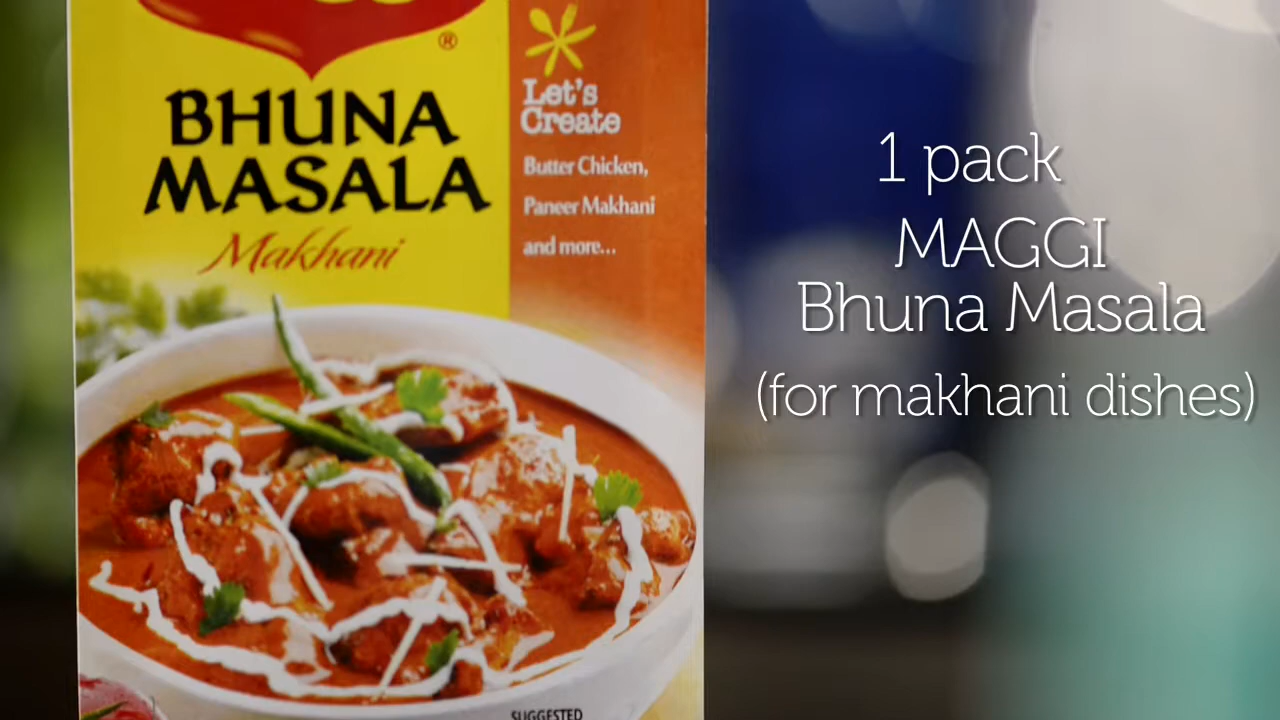 ®
BHUNA
MASALA
Makhani
Let's
Create
Butter Chicken,
Paneer Makhani
and more...
SUGGESTED
1 pack
MAGGI
Bhuna Masala
(for makhani dishes)